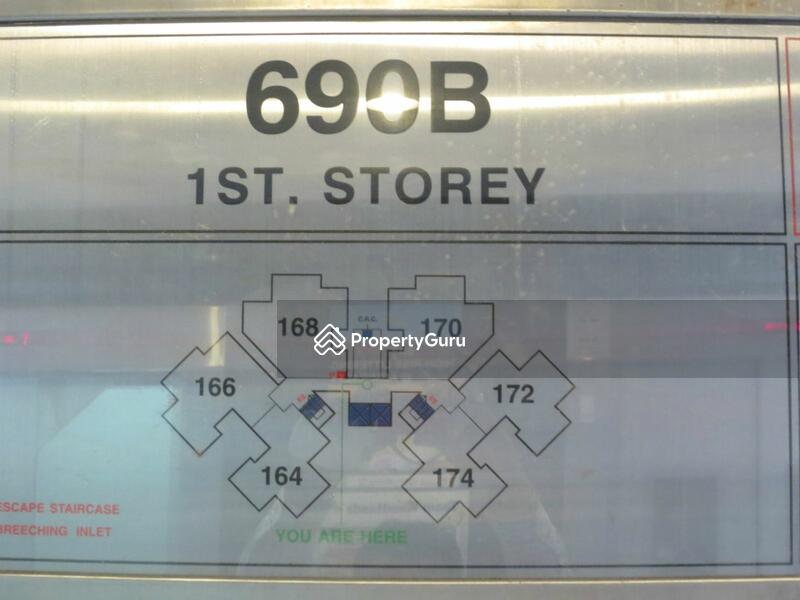 690B
1ST. STOREY
C.A.C.
168
170
PropertyGuru
166
172
164
174
ESCAPE STAIRCASE
BREECHING INLET
YOU ARE HERE